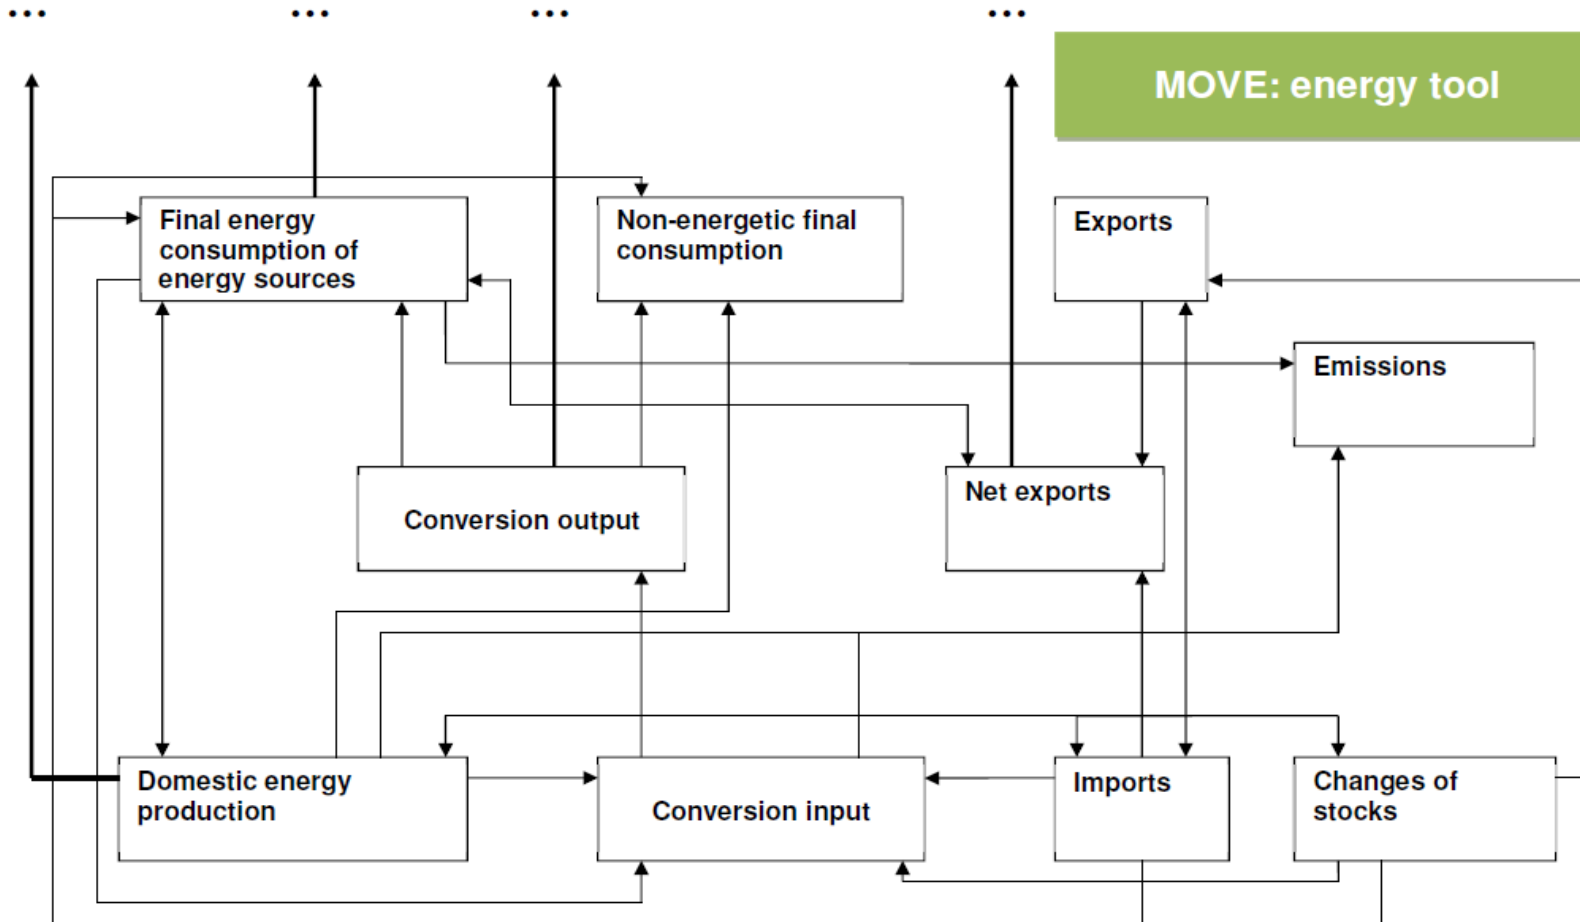 ... ... ... ...
MOVE: energy tool
Final energy
consumption of
energy sources
Non-energetic final
consumption
Exports
Emissions
Conversion output
Net exports
Domestic energy
production
Conversion input
Imports
Changes of
stocks